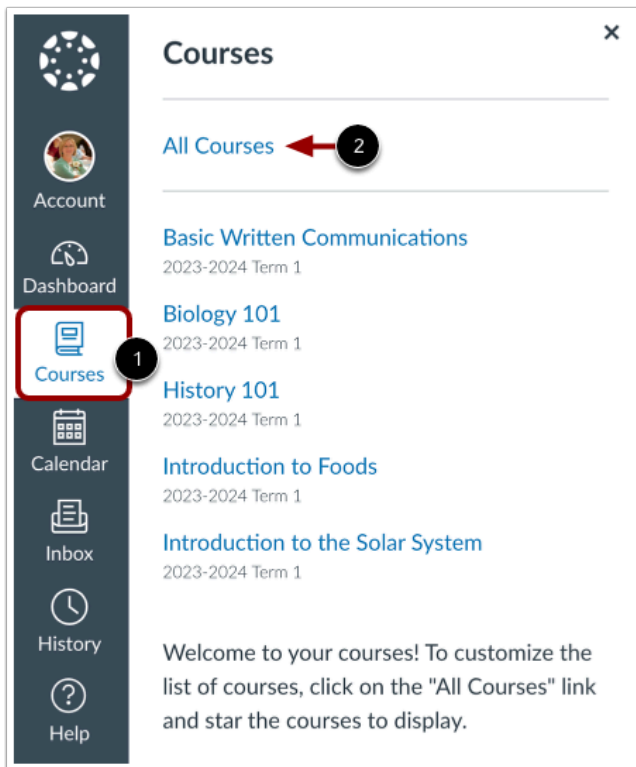 Courses
×
All Courses
2
Account
Dashboard
Courses
1
Calendar
Inbox
History
Help
Basic Written Communications
2023-2024 Term 1
Biology 101
2023-2024 Term 1
History 101
2023-2024 Term 1
Introduction to Foods
2023-2024 Term 1
Introduction to the Solar System
2023-2024 Term 1
Welcome to your courses! To customize the
list of courses, click on the "All Courses" link
and star the courses to display.